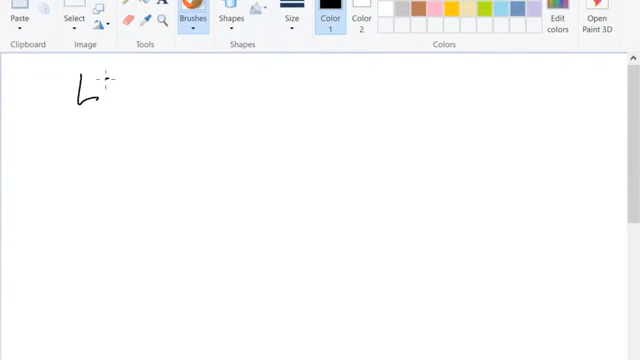 Paste
Select
Brushes
Shapes
Size
Color
1
Color
2
Edit
colors
Open
Paint 3D
Clipboard
Image
Tools
Shapes
Colors
L